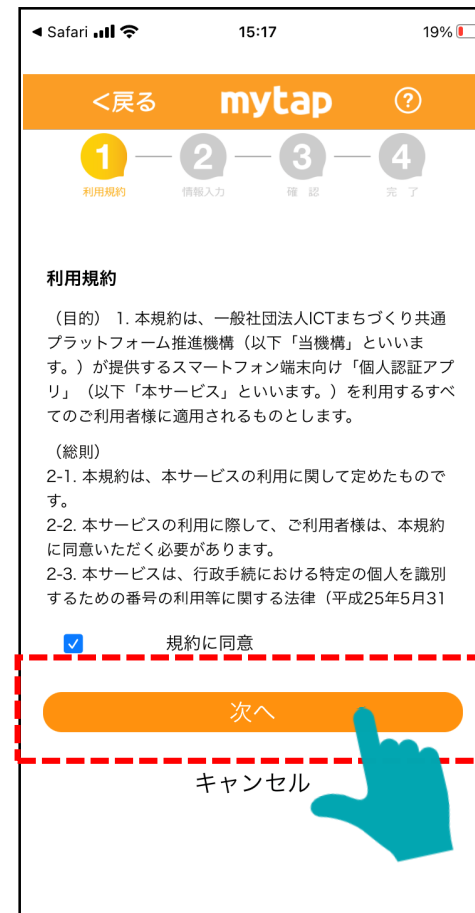 ◀ Safari 15:17 19%
<戻る mytap ?
1 2 3 4
利用規約 情報入力 確 認 完 了
利用規約
（目的） 1. 本規約は、一般社団法人ICTまちづくり共通
プラットフォーム推進機構（以下「当機構」といいま
す。）が提供するスマートフォン端末向け「個人認証アプ
リ」（以下「本サービス」といいます。）を利用するすべ
てのご利用者様に適用されるものとします。
（総則）
2-1. 本規約は、本サービスの利用に関して定めたもので
す。
2-2. 本サービスの利用に際して、ご利用者様は、本規約
に同意いただく必要があります。
2-3. 本サービスは、行政手続における特定の個人を識別
するための番号の利用等に関する法律（平成25年5月31
規約に同意
次へ
キャンセル